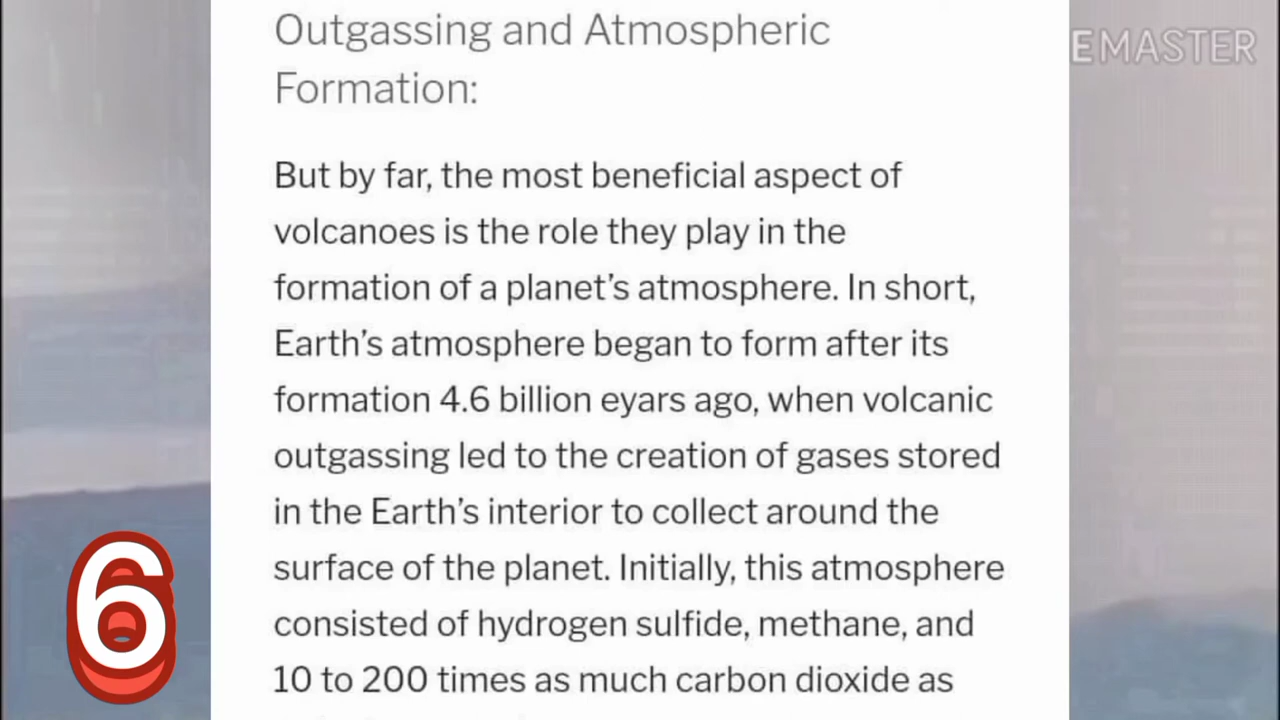 Outgassing and Atmospheric
Formation:
EMASTER
But by far, the most beneficial aspect of
volcanoes is the role they play in the
formation of a planet's atmosphere. In short,
Earth's atmosphere began to form after its
formation 4.6 billion eyars ago, when volcanic
outgassing led to the creation of gases stored
in the Earth's interior to collect around the
surface of the planet. Initially, this atmosphere
consisted of hydrogen sulfide, methane, and
10 to 200 times as much carbon dioxide as
6